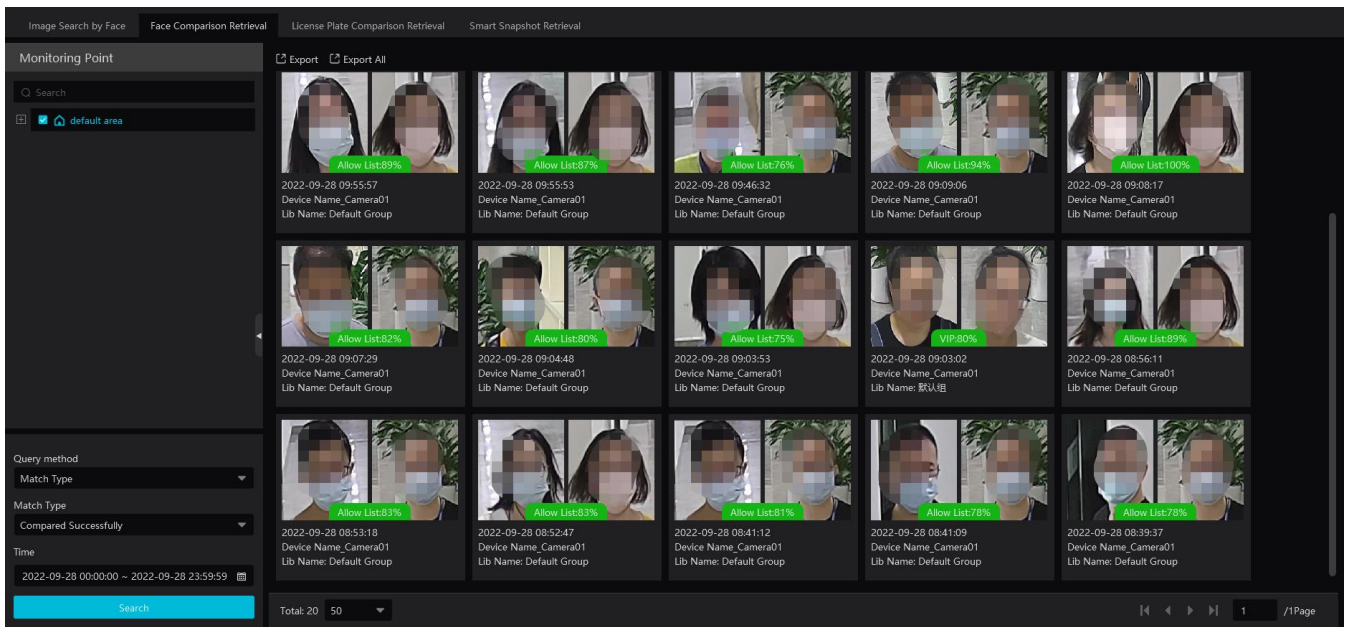 Image Search by Face
Face Comparison Retrieval
License Plate Comparison Retrieval
Smart Snapshot Retrieval
Monitoring Point
Search
default area
Query method
Match Type
Match Type
Compared Successfully
Time
2022-09-28 00:00:00 ~ 2022-09-28 23:59:59
Search
Export
Export All
Allow List:89%
2022-09-28 09:55:57
Device Name_Camera01
Lib Name: Default Group
Allow List:87%
2022-09-28 09:55:53
Device Name_Camera01
Lib Name: Default Group
Allow List:76%
2022-09-28 09:46:32
Device Name_Camera01
Lib Name: Default Group
Allow List:94%
2022-09-28 09:09:06
Device Name_Camera01
Lib Name: Default Group
Allow List:100%
2022-09-28 09:08:17
Device Name_Camera01
Lib Name: Default Group
Allow List:82%
2022-09-28 09:07:29
Device Name_Camera01
Lib Name: Default Group
Allow List:80%
2022-09-28 09:04:48
Device Name_Camera01
Lib Name: Default Group
Allow List:75%
2022-09-28 09:03:53
Device Name_Camera01
Lib Name: Default Group
VIP:80%
2022-09-28 09:03:02
Device Name_Camera01
Lib Name: 默认组
Allow List:89%
2022-09-28 08:56:11
Device Name_Camera01
Lib Name: Default Group
Allow List:83%
2022-09-28 08:53:18
Device Name_Camera01
Lib Name: Default Group
Allow List:83%
2022-09-28 08:52:47
Device Name_Camera01
Lib Name: Default Group
Allow List:81%
2022-09-28 08:41:12
Device Name_Camera01
Lib Name: Default Group
Allow List:78%
2022-09-28 08:41:09
Device Name_Camera01
Lib Name: Default Group
Allow List:78%
2022-09-28 08:39:37
Device Name_Camera01
Lib Name: Default Group
Total: 20
50
1
/1Page